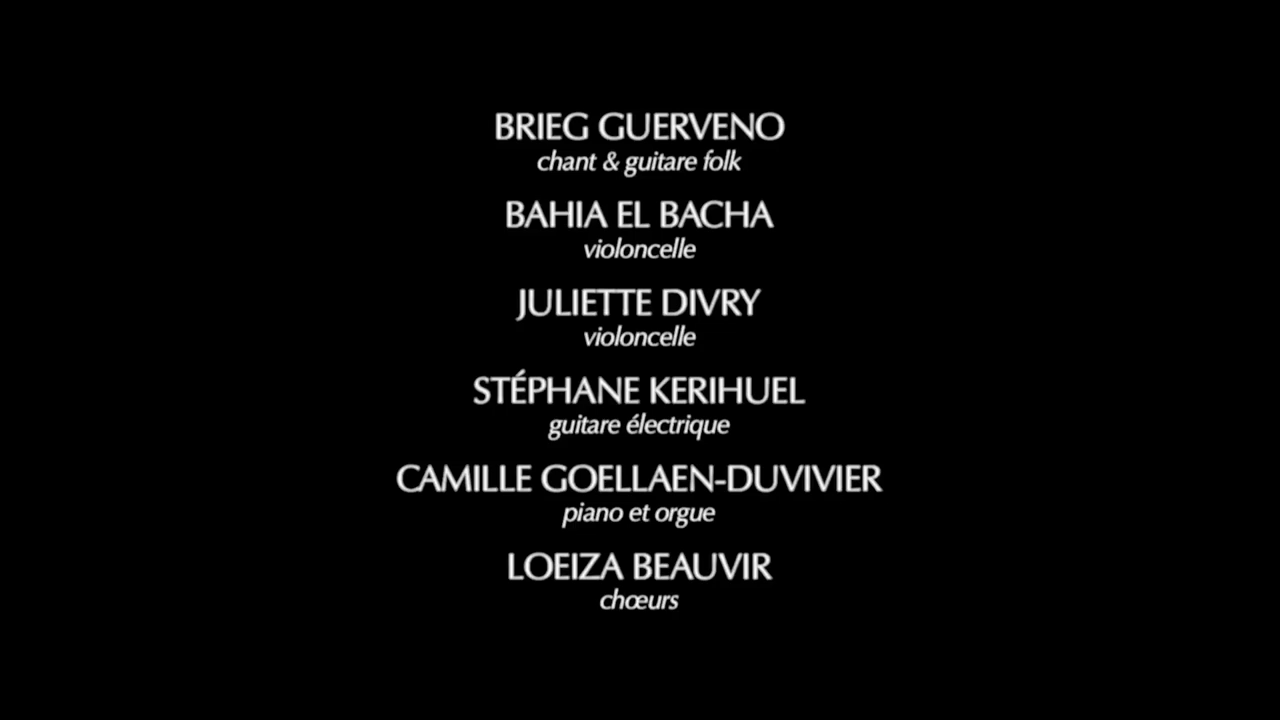 BRIEG GUERVENO
chant & guitare folk
BAHIA EL BACHA
violoncelle
JULIETTE DIVRY
violoncelle
STÉPHANE KERIHUEL
guitare électrique
CAMILLE GOELLAEN-DUVIVIER
piano et orgue
LOEIZA BEAUVIR
chœurs